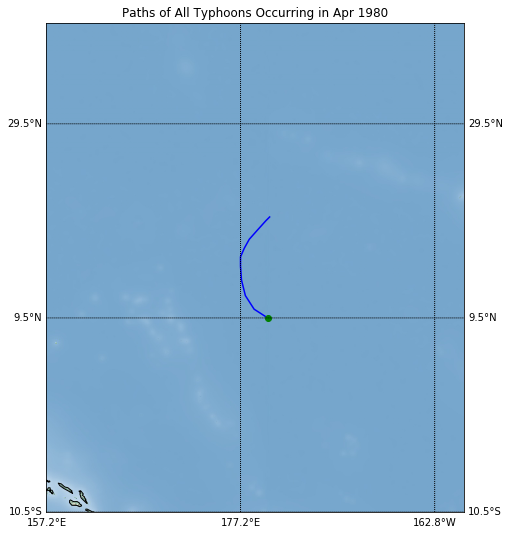 Paths of All Typhoons Occurring in Apr 1980
29.5°N 29.5°N
9.5°N 9.5°N
10.5°S 10.5°S
157.2°E 177.2°E 162.8°W